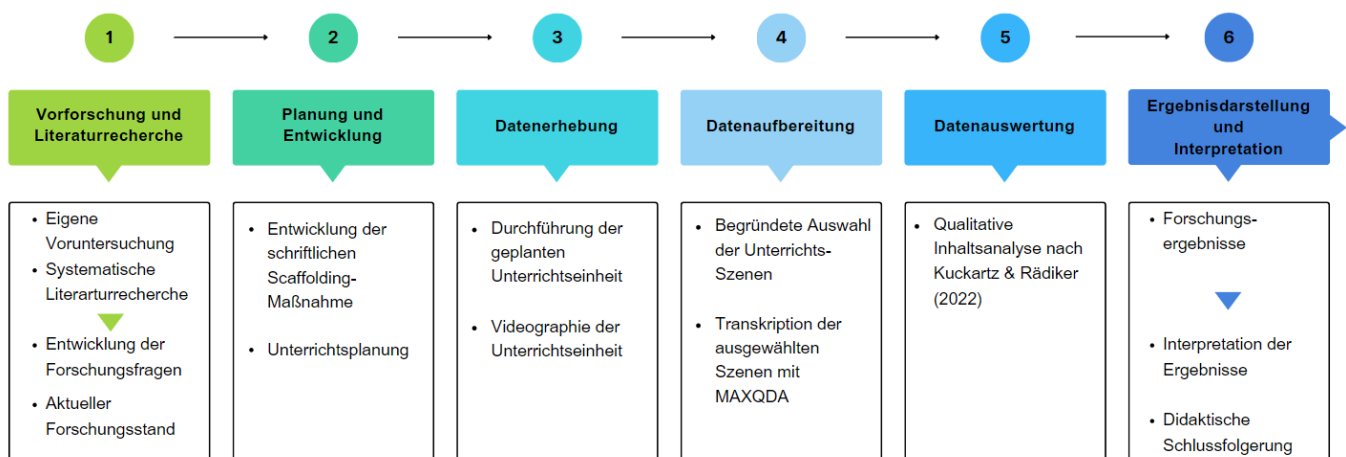 1
2
3
4
5
6
Vorforschung und
Literaturrecherche
Planung und
Entwicklung
Datenerhebung
Datenaufbereitung
Datenauswertung
Ergebnisdarstellung
und
Interpretation
• Eigene
Voruntersuchung
• Systematische
Literarturrecherche
• Entwicklung der
Forschungsfragen
• Aktueller
Forschungsstand
• Entwicklung der
schriftlichen
Scaffolding-
Maßnahme
• Unterrichtsplanung
• Durchführung der
geplanten
Unterrichtseinheit
• Videographie der
Unterrichtseinheit
• Begründete Auswahl
der Unterrichts-
Szenen
• Transkription der
ausgewählten
Szenen mit
MAXQDA
• Qualitative
Inhaltsanalyse nach
Kuckartz & Rädiker
(2022)
• Forschungs-
ergebnisse
• Interpretation der
Ergebnisse
• Didaktische
Schlussfolgerung